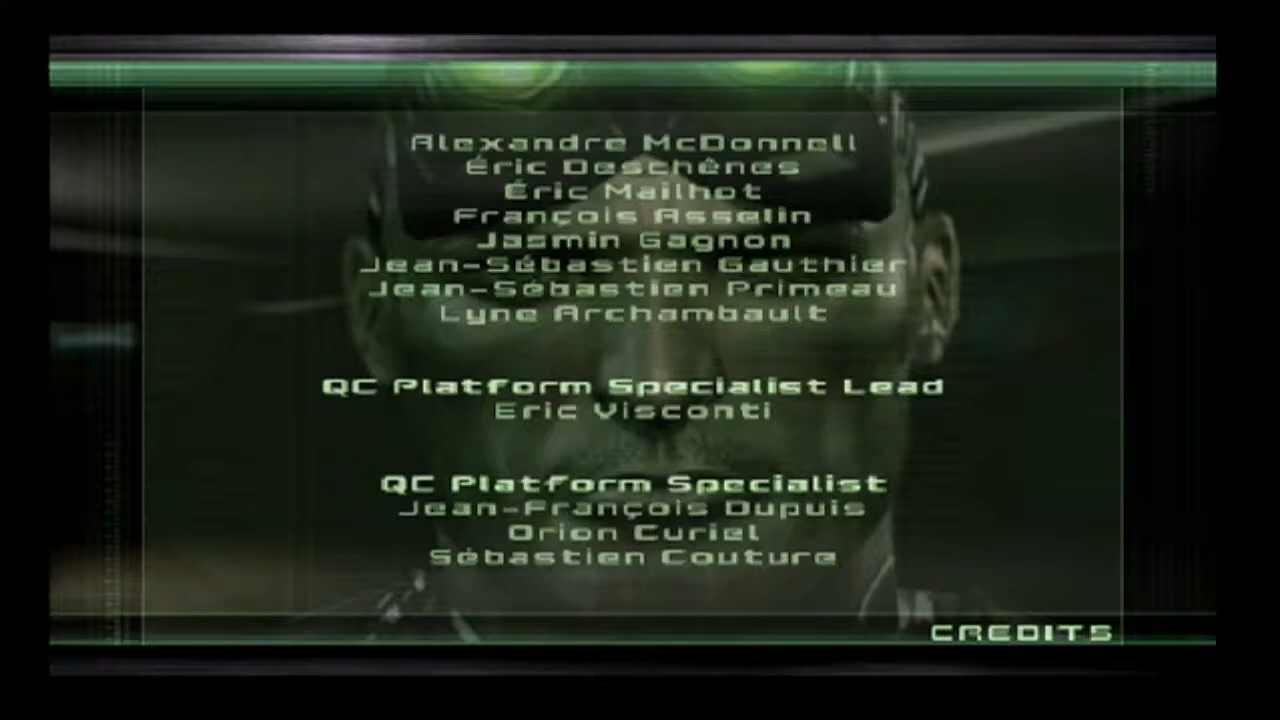 Alexandre McDonnell
Éric Deschênes
Éric Mailhot
François Asselin
Jasmin Gagnon
Jean-Sébastien Gauthier
Jean-Sébastien Primeau
Lyne Archambault
QC Platform Specialist Lead
Eric Visconti
QC Platform Specialist
Jean-François Dupuis
Orion Curiel
Sébastien Couture
CREDITS